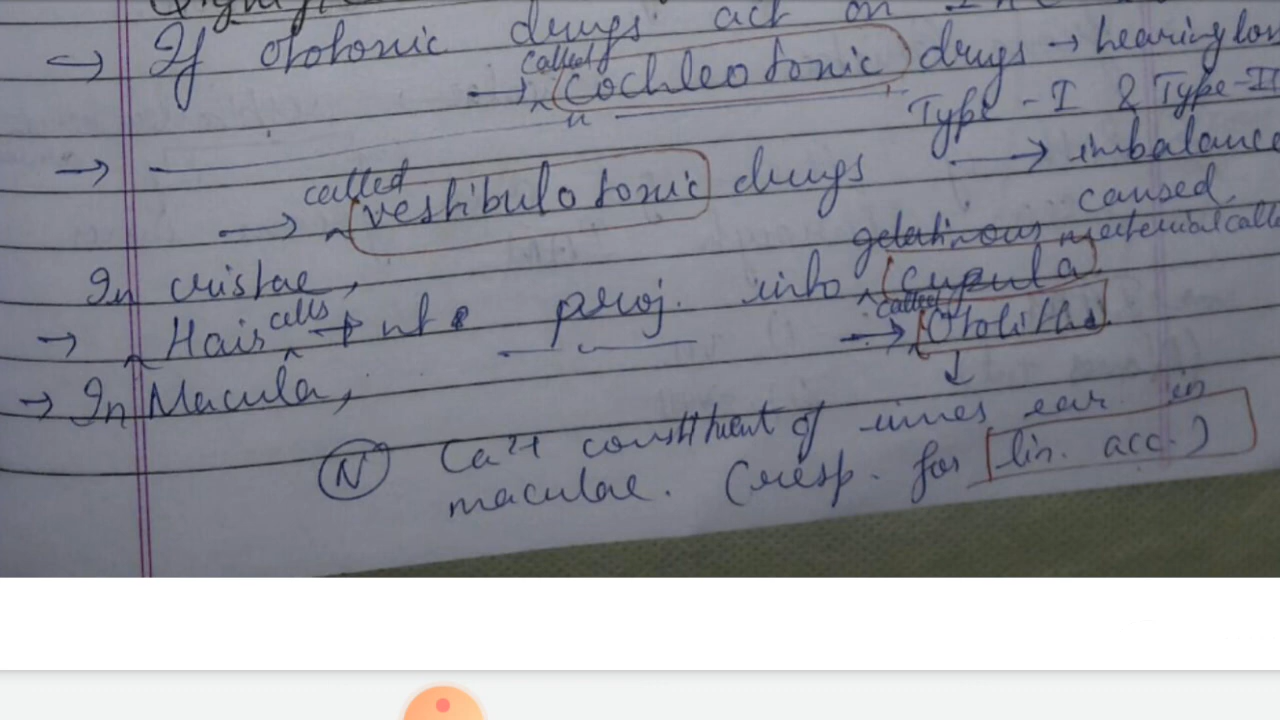 → If ototoxic drugs act on
called → Cochleotoxic drugs → hearing loss
Type-I & Type-II
→ called → vestibulotoxic drugs → imbalance caused
In cristae, gelatinous material called
→ Hair cells → proj. into cupula
→ In Macula, called → Otoliths
↓
(N) Ca2+ constituent of inner ear in
maculae. (resp. for lin. acc.)